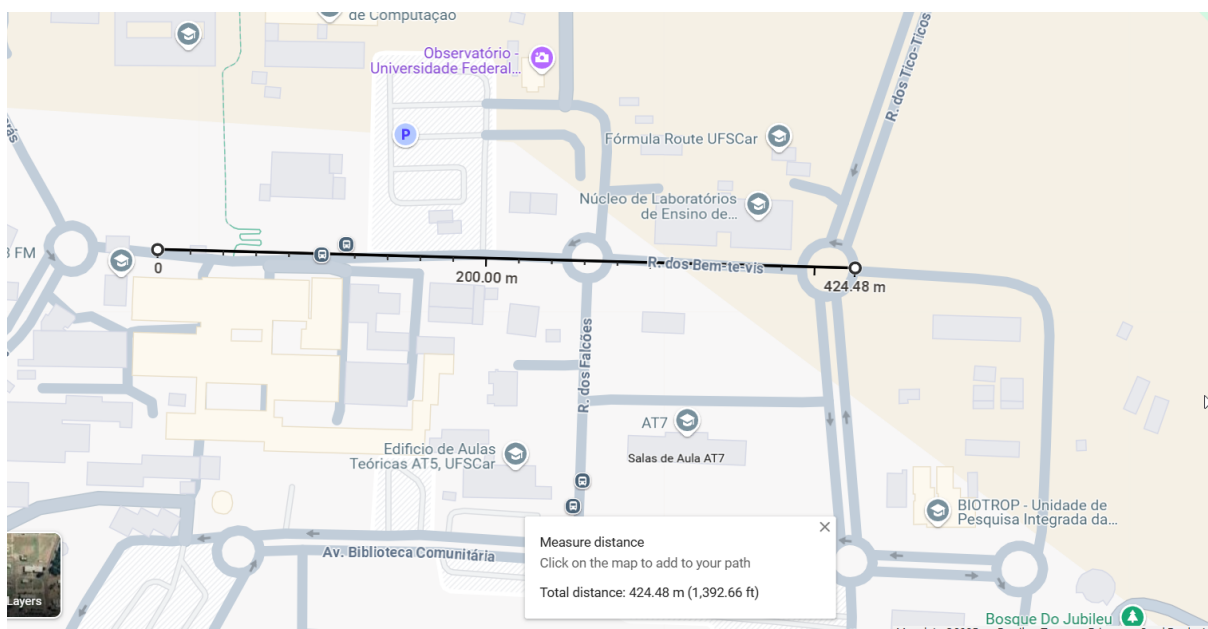 de Computação
Observatório -
Universidade Federal...
P
R. dos Tico-Ticos
Fórmula Route UFSCar
Núcleo de Laboratórios
de Ensino de...
FM
0
200.00 m
R. dos Bem-te-vis
424.48 m
R. dos Falcões
AT7
Salas de Aula AT7
Edificio de Aulas
Teóricas AT5, UFSCar
BIOTROP - Unidade de
Pesquisa Integrada da...
Av. Biblioteca Comunitária
Measure distance
Click on the map to add to your path
Total distance: 424.48 m (1,392.66 ft)
Layers
Bosque Do Jubileu